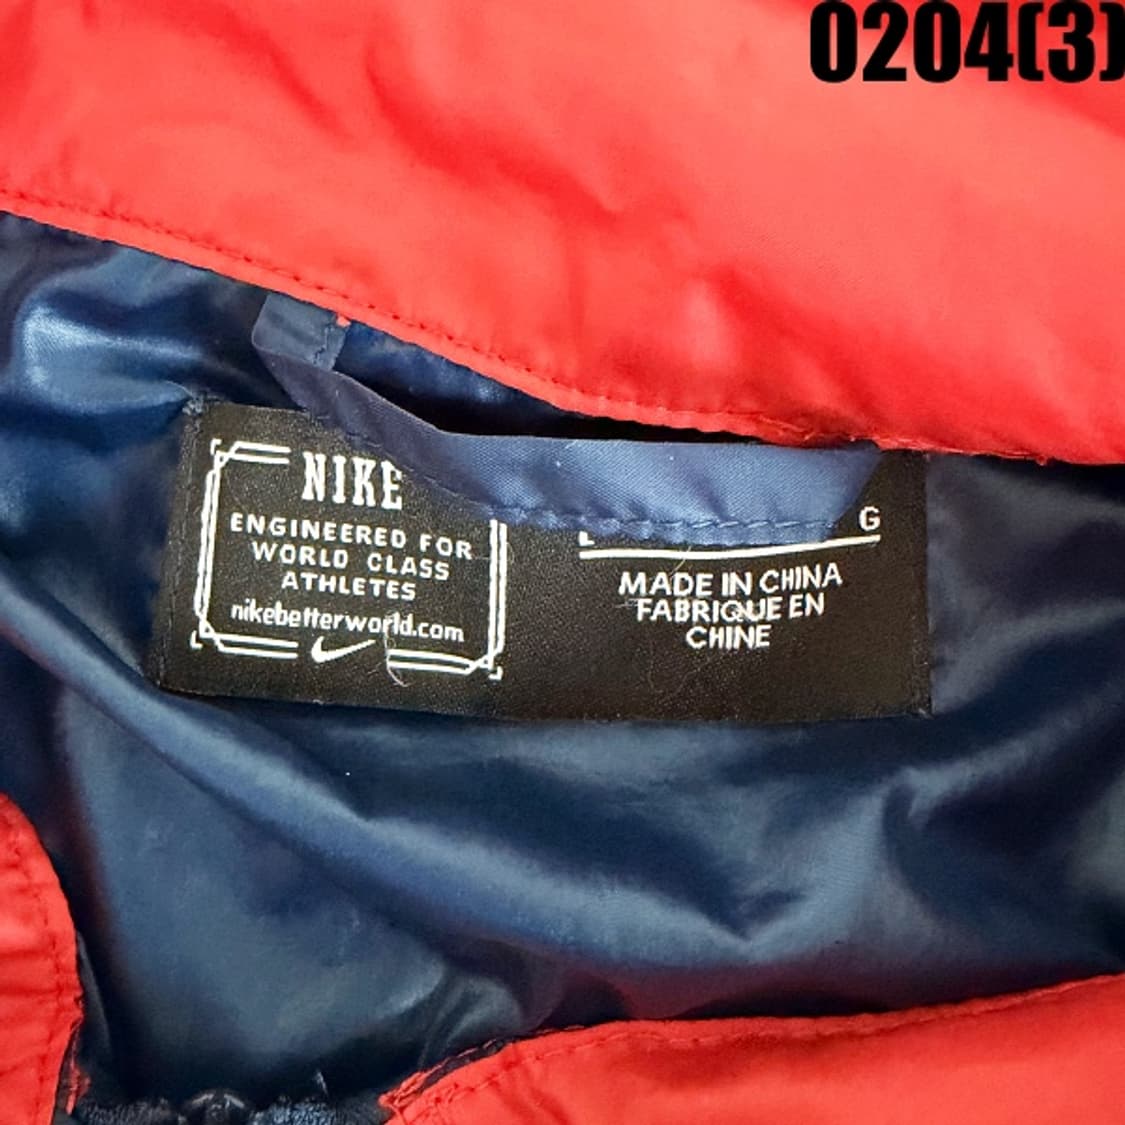 0204(3)
NIKE
ENGINEERED FOR
WORLD CLASS
ATHLETES
nikebetterworld.com
G
MADE IN CHINA
FABRIQUE EN
CHINE